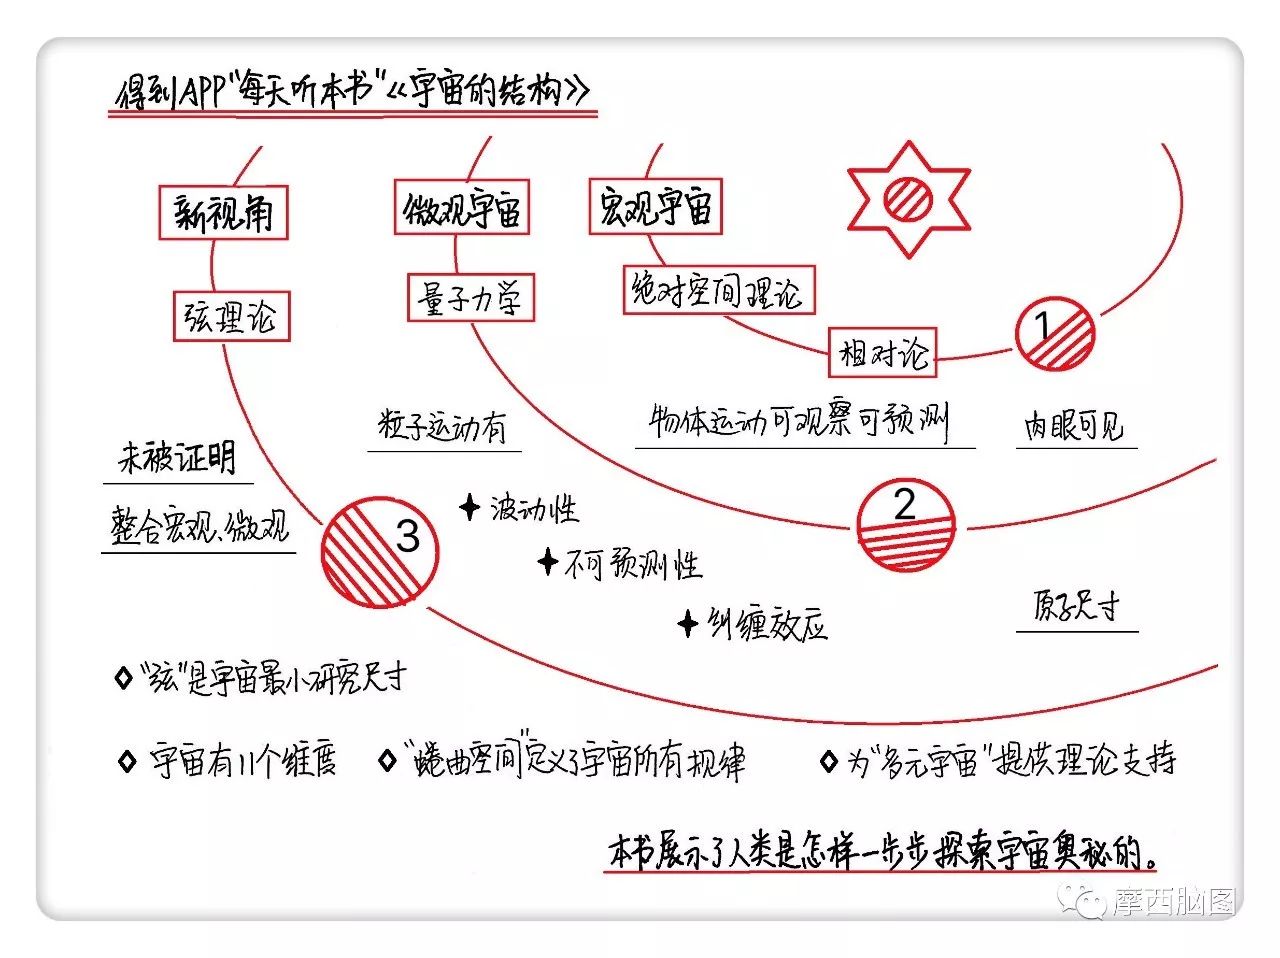 得到APP“每天听本书”《宇宙的结构》
新视角
微观宇宙
宏观宇宙
弦理论
量子力学
绝对空间理论
相对论
1
粒子运动有
物体运动可观察可预测
肉眼可见
未被证明
整合宏观、微观
3
2
波动性
不可预测性
纠缠效应
原子尺寸
“弦”是宇宙最小研究尺寸
宇宙有11个维度
“蜷曲空间”定义了宇宙所有规律
为“多元宇宙”提供理论支持
本书展示了人类是怎样一步步探索宇宙奥秘的。
摩西脑图